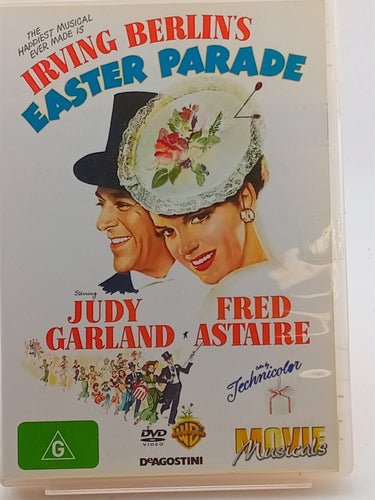 THE
HAPPIEST MUSICAL
EVER MADE IS
IRVING BERLIN'S
EASTER PARADE
Starring
JUDY
GARLAND
FRED
ASTAIRE
Color by
Technicolor
G
DVD
VIDEO
WB
DeAGOSTINI
MOVIE
Musicals